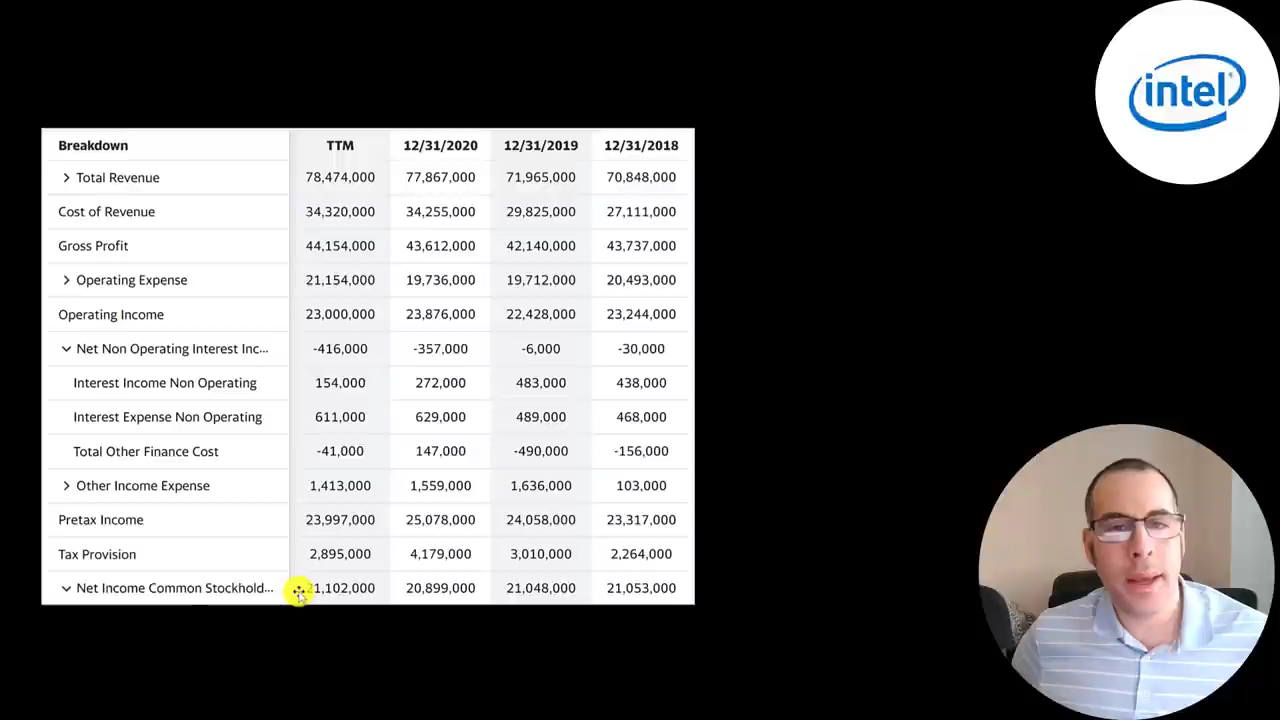 intel
Breakdown TTM 12/31/2020 12/31/2019 12/31/2018
Total Revenue 78,474,000 77,867,000 71,965,000 70,848,000
Cost of Revenue 34,320,000 34,255,000 29,825,000 27,111,000
Gross Profit 44,154,000 43,612,000 42,140,000 43,737,000
Operating Expense 21,154,000 19,736,000 19,712,000 20,493,000
Operating Income 23,000,000 23,876,000 22,428,000 23,244,000
Net Non Operating Interest Inc... -416,000 -357,000 -6,000 -30,000
Interest Income Non Operating 154,000 272,000 483,000 438,000
Interest Expense Non Operating 611,000 629,000 489,000 468,000
Total Other Finance Cost -41,000 147,000 -490,000 -156,000
Other Income Expense 1,413,000 1,559,000 1,636,000 103,000
Pretax Income 23,997,000 25,078,000 24,058,000 23,317,000
Tax Provision 2,895,000 4,179,000 3,010,000 2,264,000
Net Income Common Stockhold... 21,102,000 20,899,000 21,048,000 21,053,000